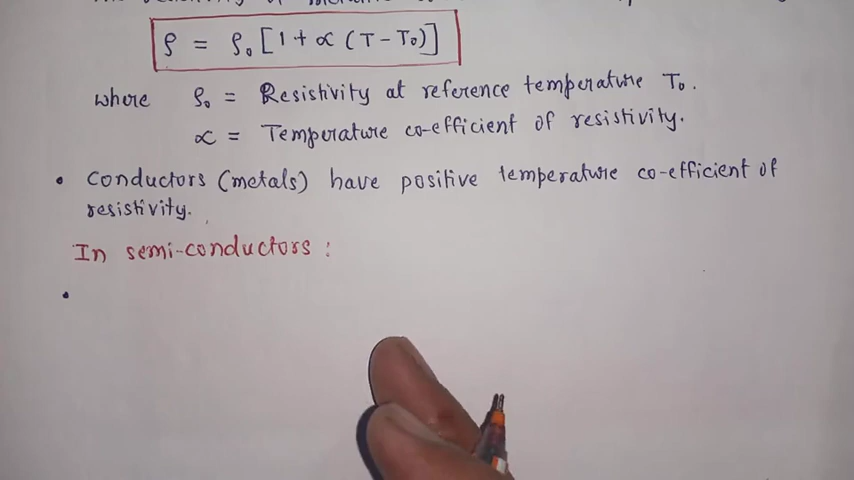 ρ = ρ₀ [1 + α (T - T₀)]
where ρ₀ = Resistivity at reference temperature T₀.
α = Temperature co-efficient of resistivity.
• Conductors (metals) have positive temperature co-efficient of
resistivity.
In semi-conductors :
•